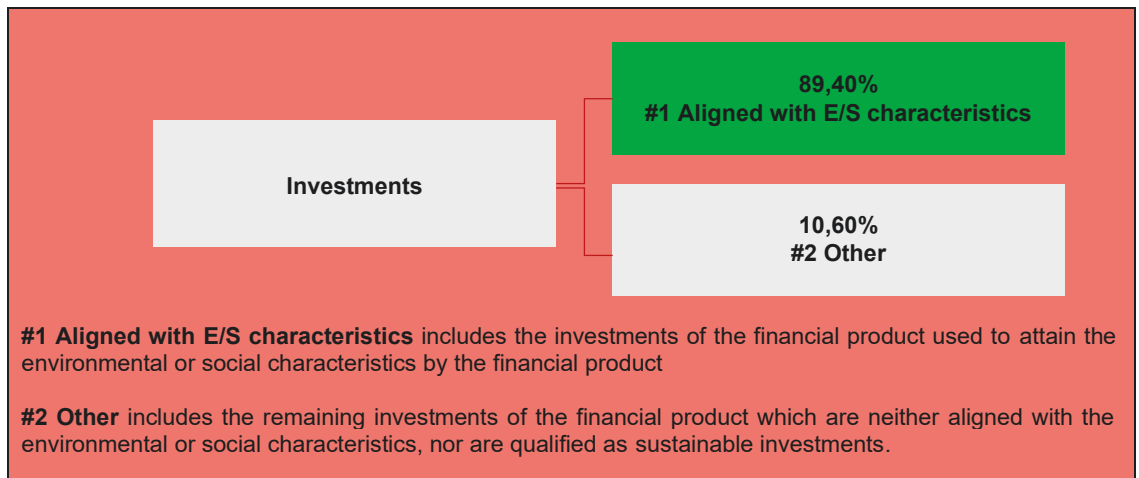 89,40%
#1 Aligned with E/S characteristics
Investments
10,60%
#2 Other
#1 Aligned with E/S characteristics includes the investments of the financial product used to attain the
environmental or social characteristics by the financial product
#2 Other includes the remaining investments of the financial product which are neither aligned with the
environmental or social characteristics, nor are qualified as sustainable investments.